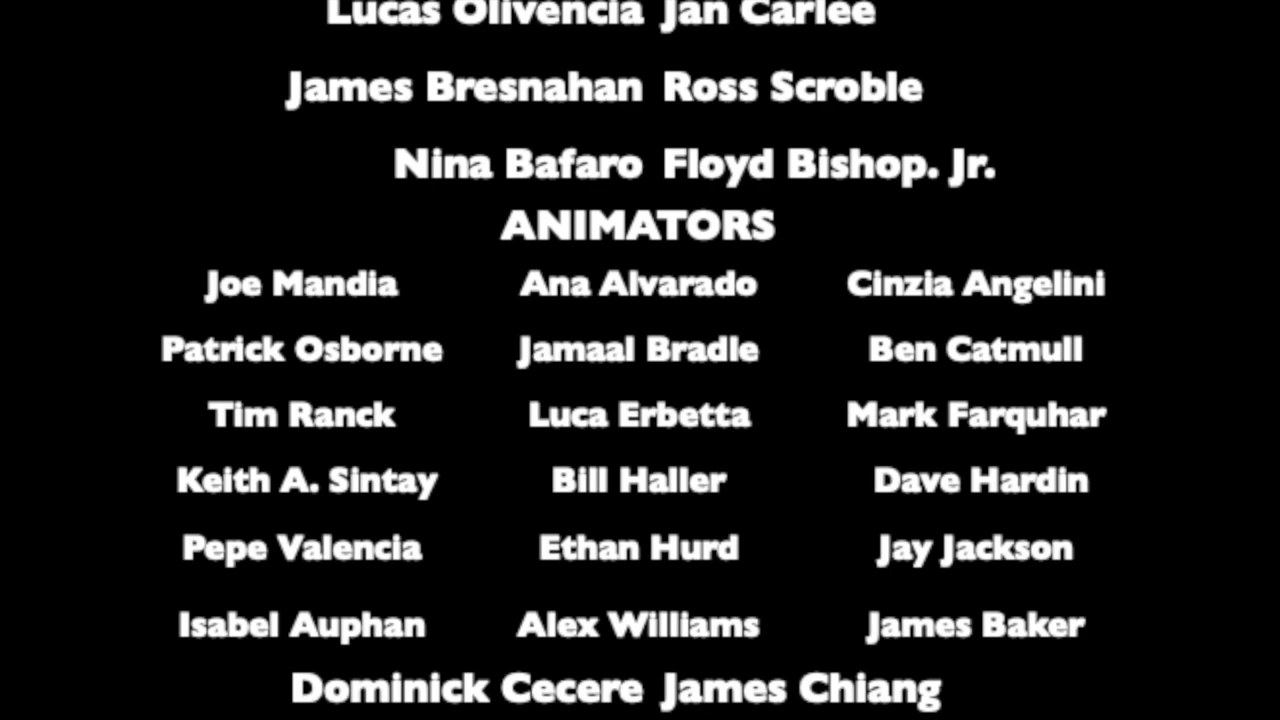 Lucas Olivencia Jan Carlee
James Bresnahan Ross Scroble
Nina Bafaro Floyd Bishop. Jr.
ANIMATORS
Joe Mandia Ana Alvarado Cinzia Angelini
Patrick Osborne Jamaal Bradle Ben Catmull
Tim Ranck Luca Erbetta Mark Farquhar
Keith A. Sintay Bill Haller Dave Hardin
Pepe Valencia Ethan Hurd Jay Jackson
Isabel Auphan Alex Williams James Baker
Dominick Cecere James Chiang